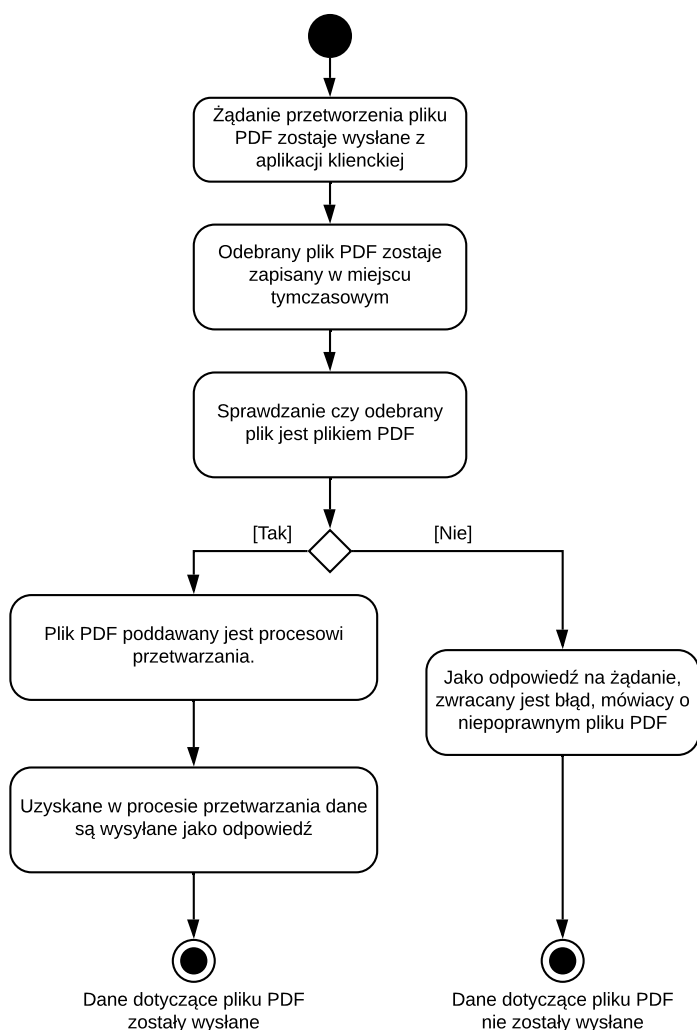 Żądanie przetworzenia pliku
PDF zostaje wysłane z
aplikacji klienckiej
Odebrany plik PDF zostaje
zapisany w miejscu
tymczasowym
Sprawdzanie czy odebrany
plik jest plikiem PDF
[Tak]
[Nie]
Plik PDF poddawany jest procesowi
przetwarzania.
Jako odpowiedź na żądanie,
zwracany jest błąd, mówiacy o
niepoprawnym pliku PDF
Uzyskane w procesie przetwarzania dane
są wysyłane jako odpowiedź
Dane dotyczące pliku PDF
zostały wysłane
Dane dotyczące pliku PDF
nie zostały wysłane